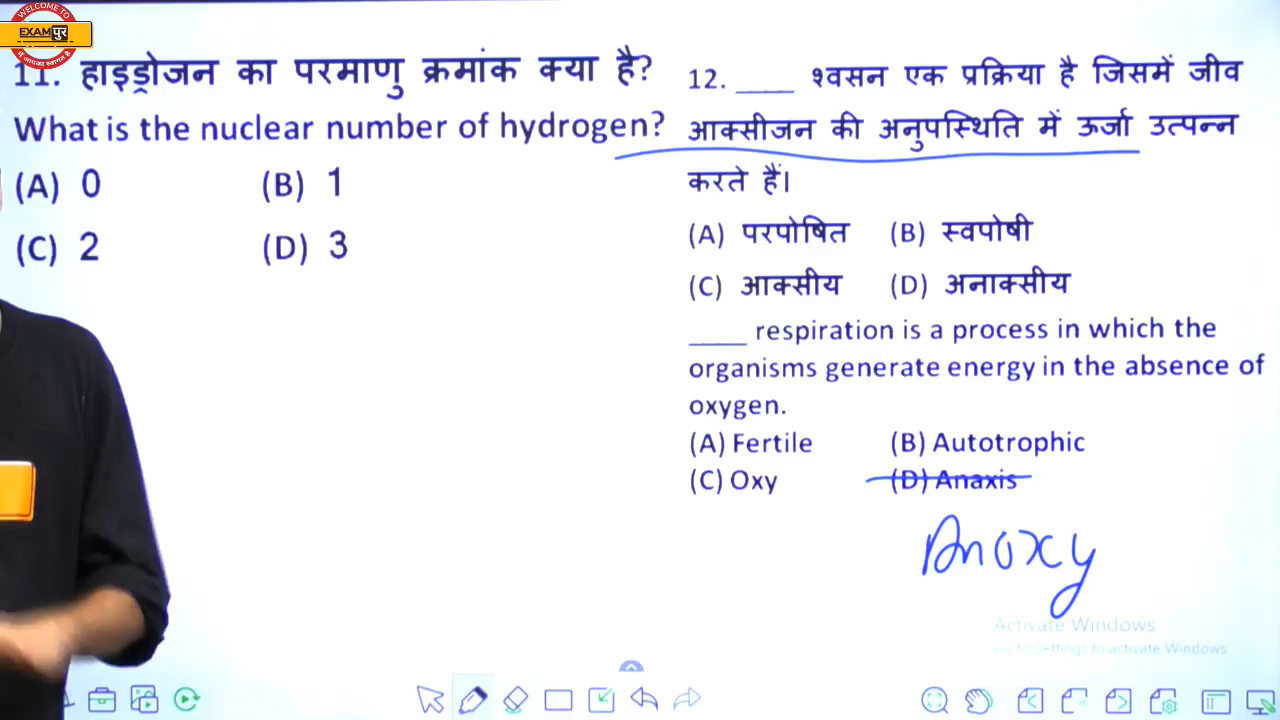 WELCOME TO
EXAMपुर
में आपका स्वागत है
11. हाइड्रोजन का परमाणु क्रमांक क्या है?
What is the nuclear number of hydrogen?
(A) 0 (B) 1
(C) 2 (D) 3
12. ____ श्वसन एक प्रक्रिया है जिसमें जीव
आक्सीजन की अनुपस्थिति में ऊर्जा उत्पन्न
करते हैं।
(A) परपोषित (B) स्वपोषी
(C) आक्सीय (D) अनाक्सीय
____ respiration is a process in which the
organisms generate energy in the absence of
oxygen.
(A) Fertile (B) Autotrophic
(C) Oxy (D) Anaxis
Anoxy
Activate Windows
Go to Settings to activate Windows